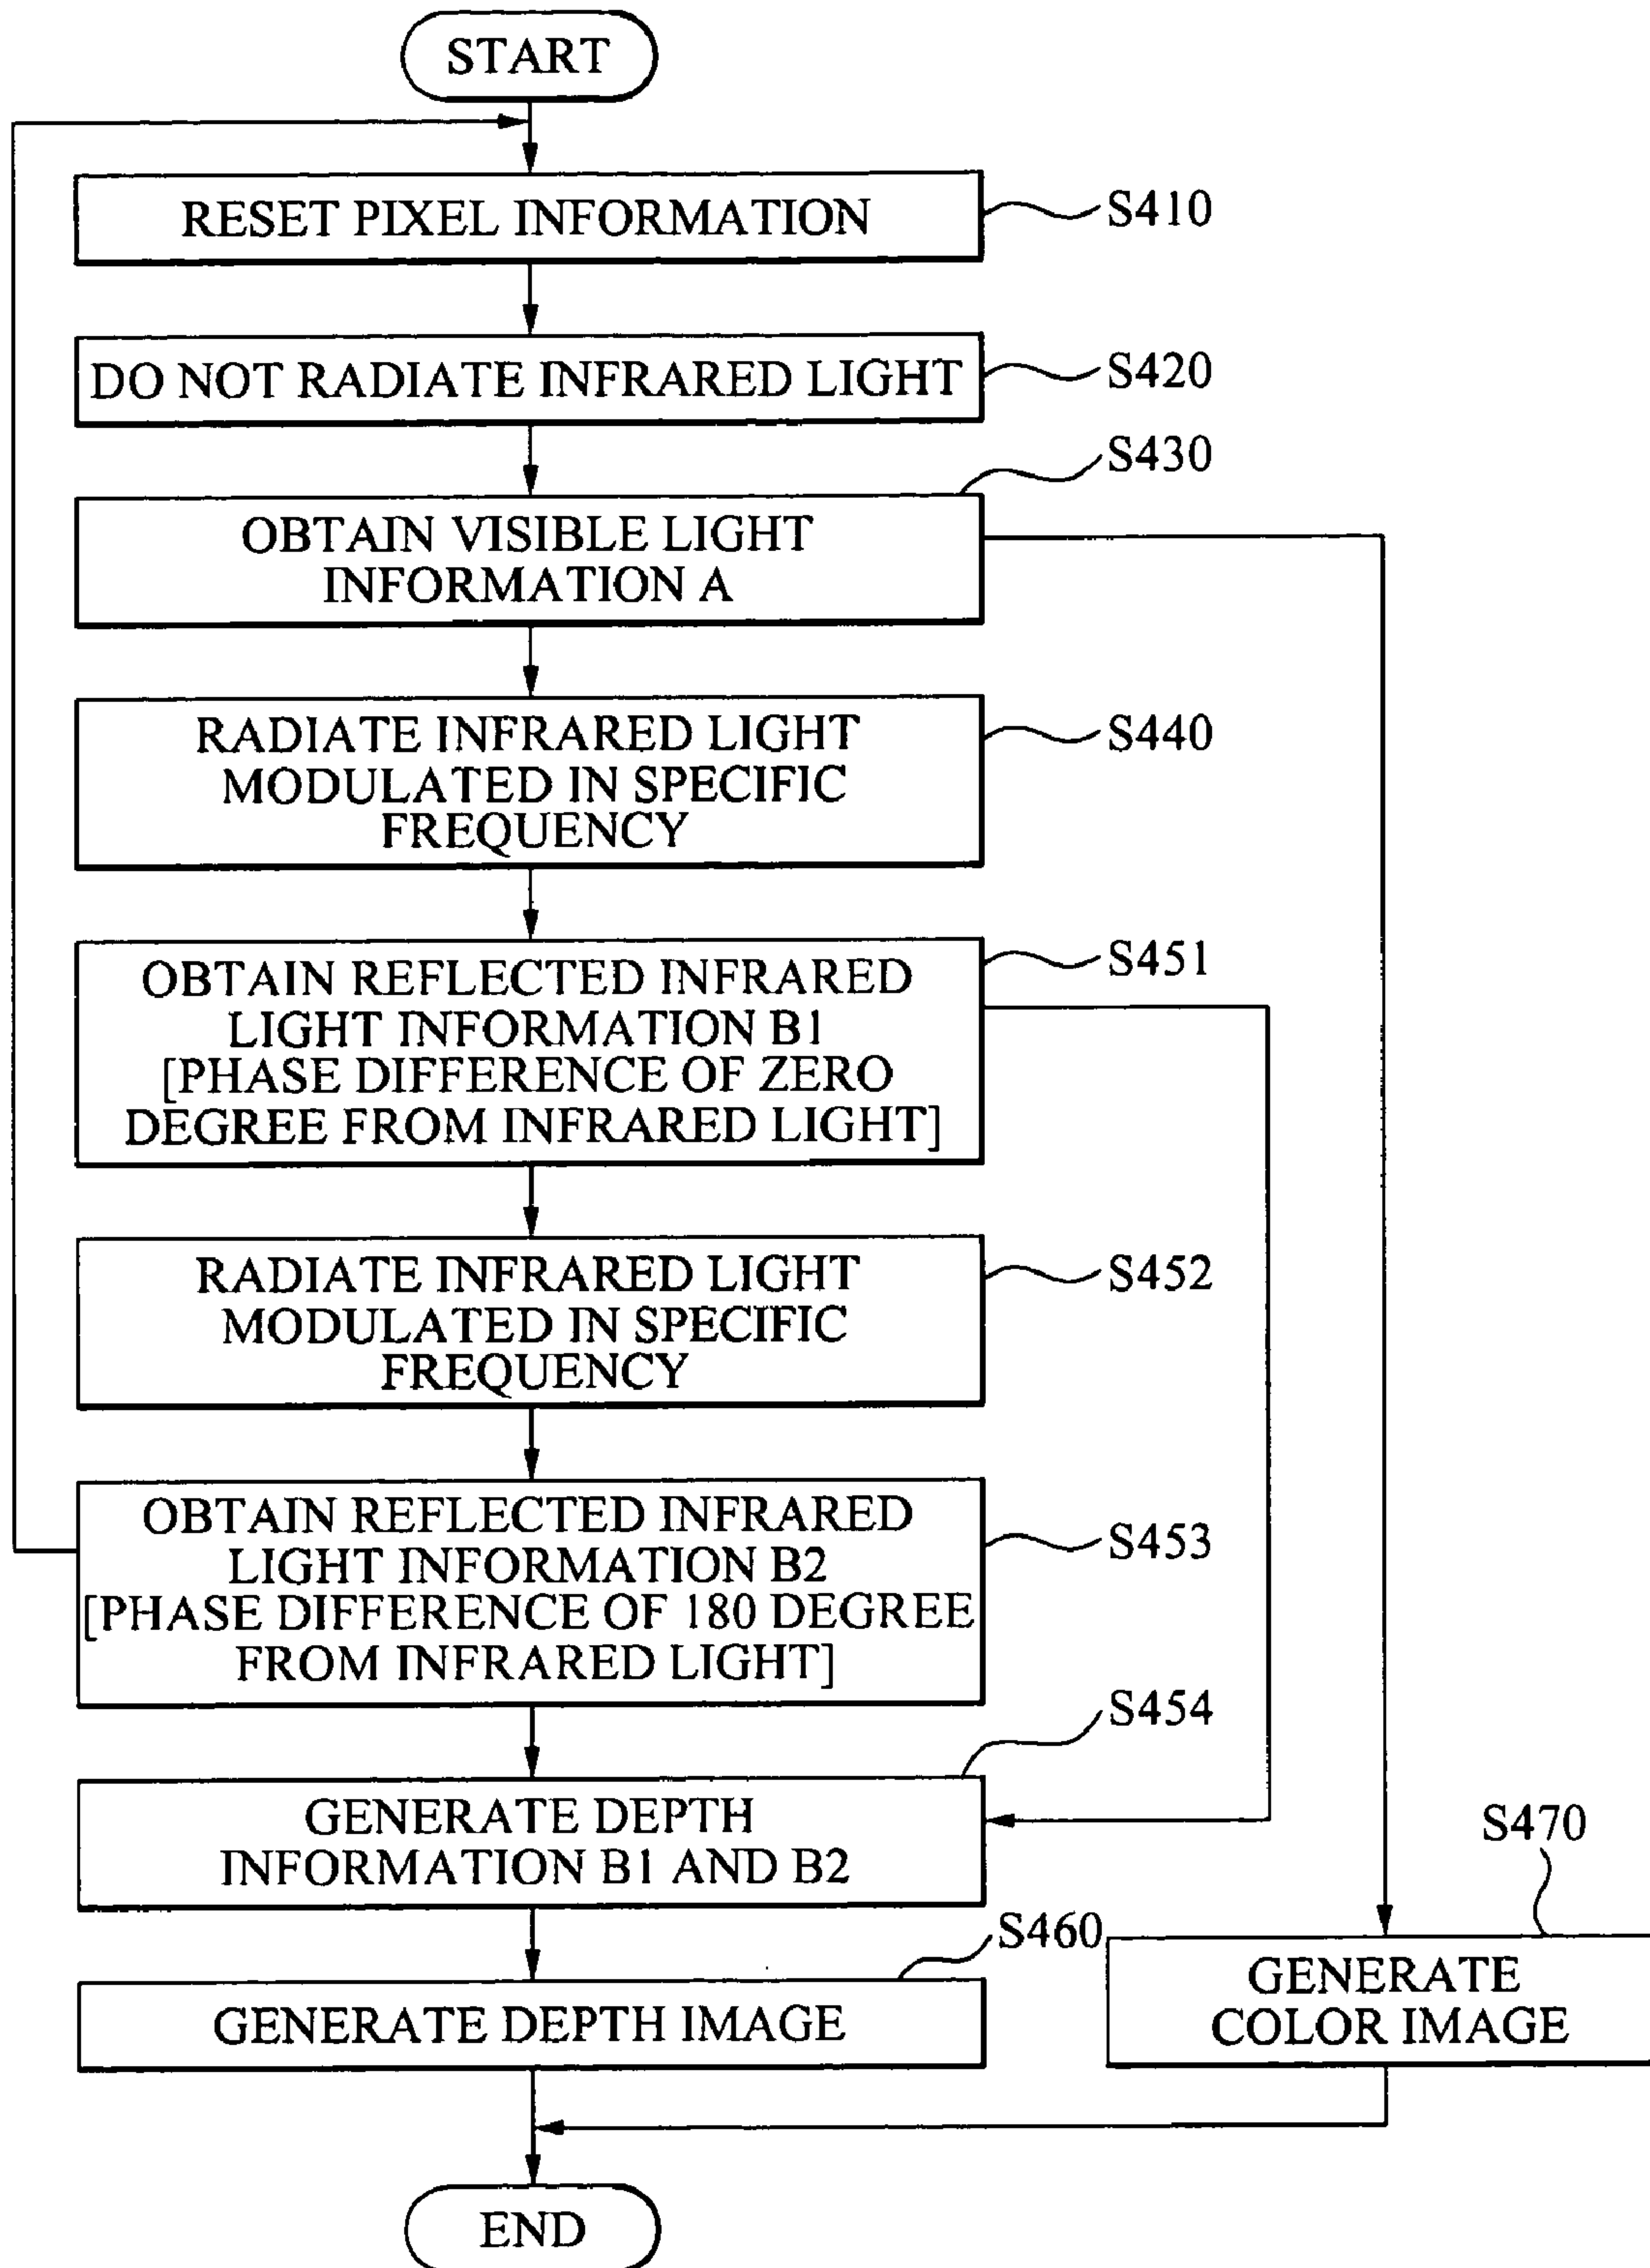 START
RESET PIXEL INFORMATION
S410
DO NOT RADIATE INFRARED LIGHT
S420
S430
OBTAIN VISIBLE LIGHT
INFORMATION A
RADIATE INFRARED LIGHT
MODULATED IN SPECIFIC
FREQUENCY
S440
OBTAIN REFLECTED INFRARED
LIGHT INFORMATION B1
[PHASE DIFFERENCE OF ZERO
DEGREE FROM INFRARED LIGHT]
S451
RADIATE INFRARED LIGHT
MODULATED IN SPECIFIC
FREQUENCY
S452
OBTAIN REFLECTED INFRARED
LIGHT INFORMATION B2
[PHASE DIFFERENCE OF 180 DEGREE
FROM INFRARED LIGHT]
S453
S454
GENERATE DEPTH
INFORMATION B1 AND B2
S460
GENERATE DEPTH IMAGE
S470
GENERATE
COLOR IMAGE
END